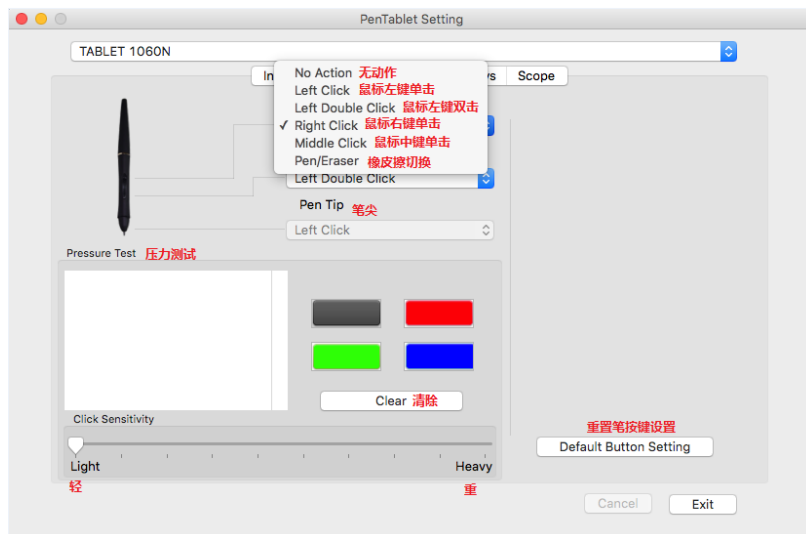 PenTablet Setting
TABLET 1060N
Scope
No Action 无动作
Left Click 鼠标左键单击
Left Double Click 鼠标左键双击
✓ Right Click 鼠标右键单击
Middle Click 鼠标中键单击
Pen/Eraser 橡皮擦切换
Left Double Click
Pen Tip 笔尖
Left Click
Pressure Test 压力测试
Clear 清除
Click Sensitivity
Light Heavy
轻 重
重置笔按键设置
Default Button Setting
Cancel Exit